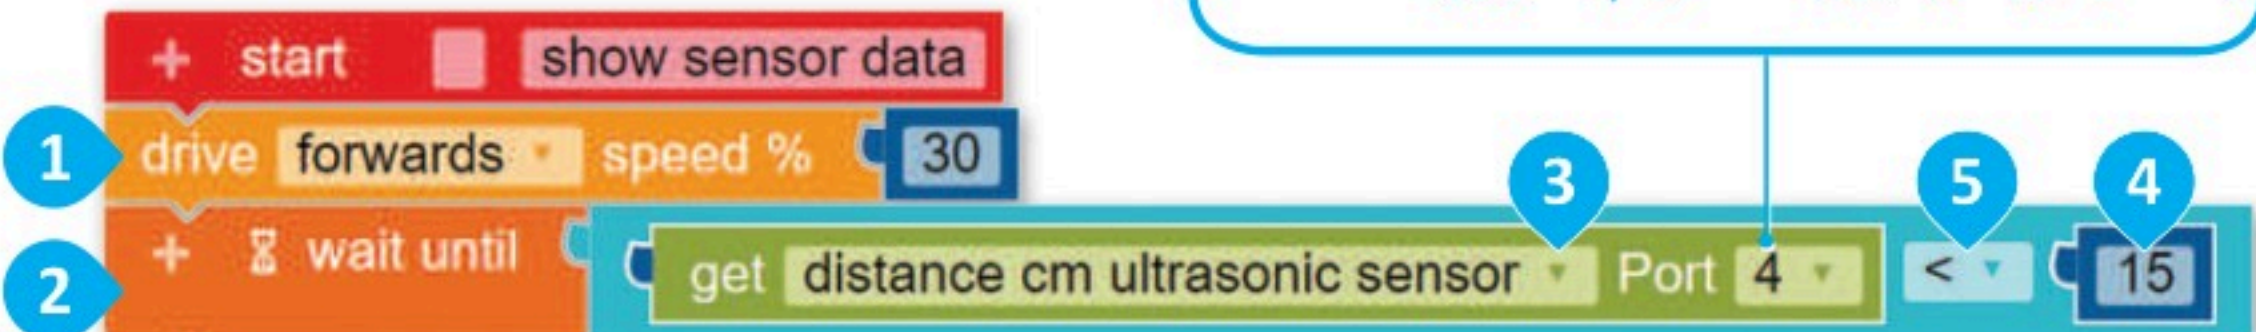 + start show sensor data
1 drive forwards speed % 30
3 5 4
2 + wait until get distance cm ultrasonic sensor Port 4 < 15